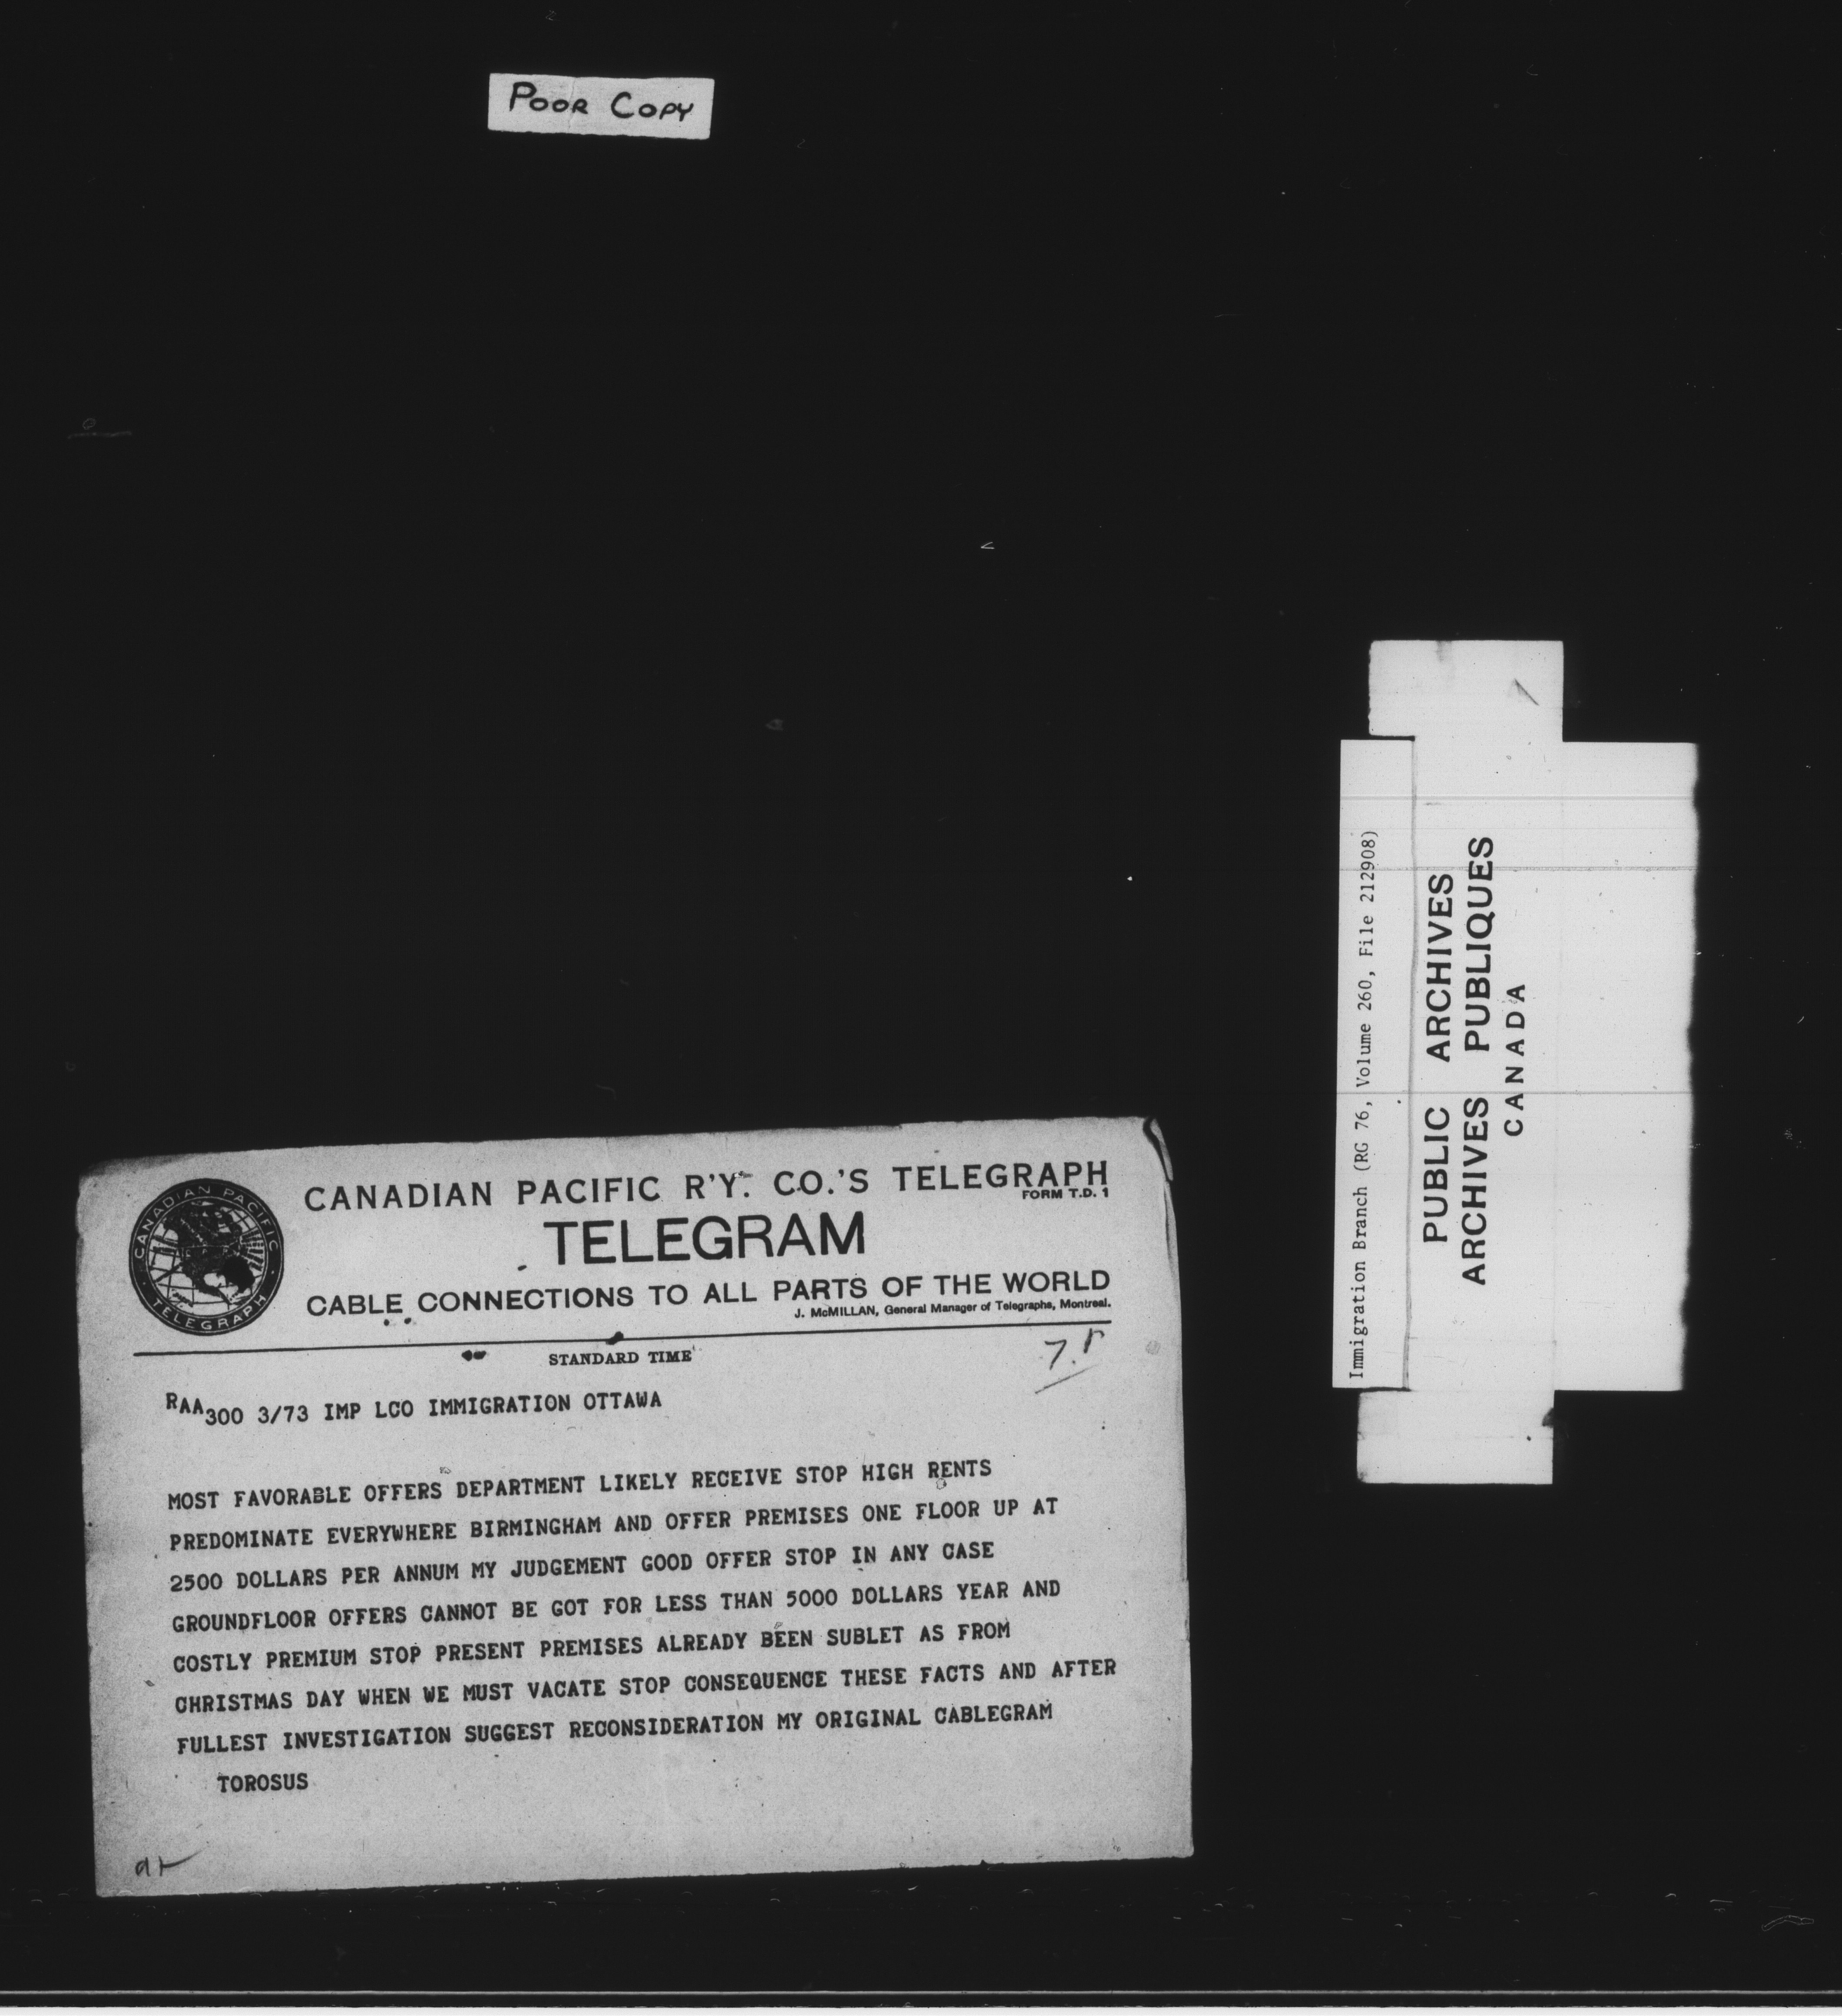 POOR COPY
CANADIAN PACIFIC R'Y. CO.'S TELEGRAPH
FORM T.D. 1
TELEGRAM
CABLE CONNECTIONS TO ALL PARTS OF THE WORLD
J. McMILLAN, General Manager of Telegraphs, Montreal.
CANADIAN PACIFIC
TELEGRAPH
STANDARD TIME
RAA300 3/73 IMP LCO IMMIGRATION OTTAWA
MOST FAVORABLE OFFERS DEPARTMENT LIKELY RECEIVE STOP HIGH RENTS
PREDOMINATE EVERYWHERE BIRMINGHAM AND OFFER PREMISES ONE FLOOR UP AT
2500 DOLLARS PER ANNUM MY JUDGEMENT GOOD OFFER STOP IN ANY CASE
GROUNDFLOOR OFFERS CANNOT BE GOT FOR LESS THAN 5000 DOLLARS YEAR AND
COSTLY PREMIUM STOP PRESENT PREMISES ALREADY BEEN SUBLET AS FROM
CHRISTMAS DAY WHEN WE MUST VACATE STOP CONSEQUENCE THESE FACTS AND AFTER
FULLEST INVESTIGATION SUGGEST RECONSIDERATION MY ORIGINAL CABLEGRAM
TOROSUS
Immigration Branch (RG 76, Volume 260, File 212908)
PUBLIC ARCHIVES
ARCHIVES PUBLIQUES
CANADA